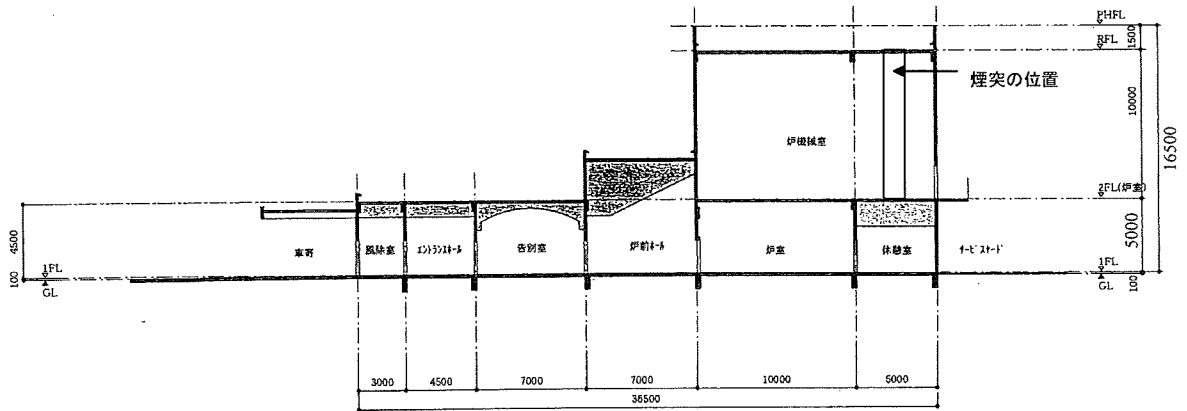 PHFL
1500
RFL
煙突の位置
10000
16500
炉機械室
2FL(炉室)
4500
5000
車寄
風除室
エントランスホール
告別室
炉前ホール
炉室
休憩室
サービスヤード
1FL
GL
100
1FL
GL
100
3000
4500
7000
7000
10000
5000
36500